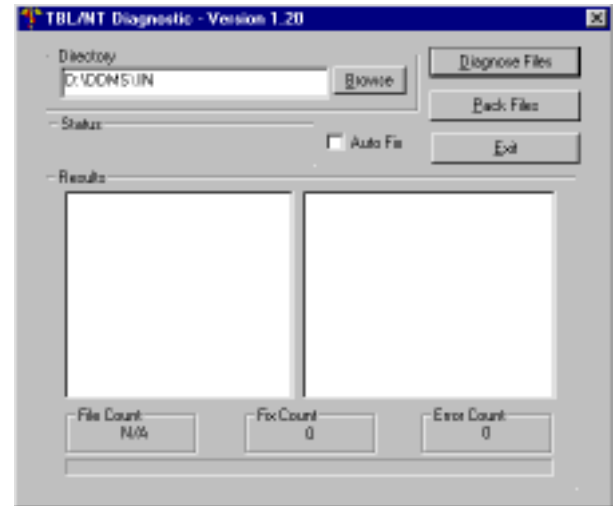 TBL/NT Diagnostic - Version 1.20
Directory
D:\DDMS\IN
Browse
Diagnose Files
Pack Files
Status
Auto Fix
Exit
Results
File Count
N/A
Fix Count
0
Error Count
0